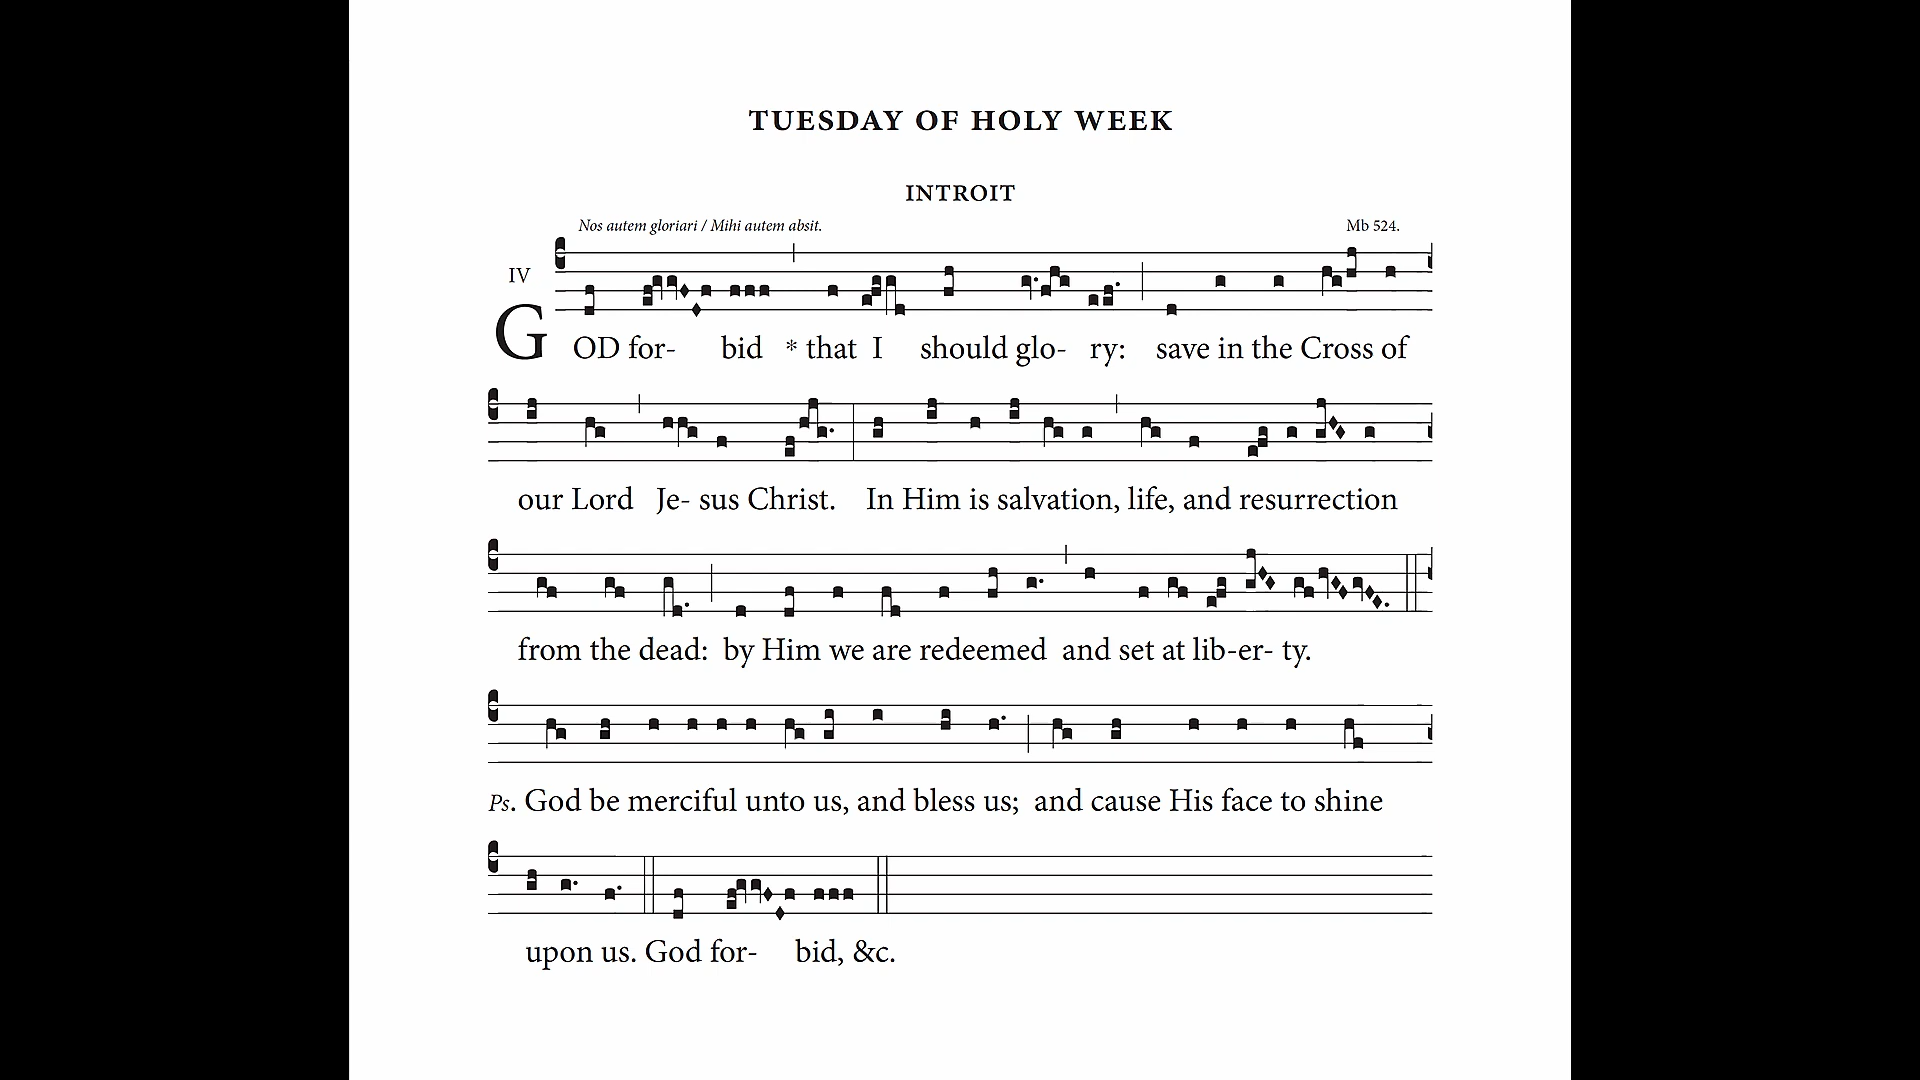 TUESDAY OF HOLY WEEK
INTROIT
Nos autem gloriari / Mihi autem absit.
Mb 524.
IV
GOD for- bid * that I should glo- ry: save in the Cross of
our Lord Je- sus Christ. In Him is salvation, life, and resurrection
from the dead: by Him we are redeemed and set at lib-er- ty.
Ps. God be merciful unto us, and bless us; and cause His face to shine
upon us. God for- bid, &c.